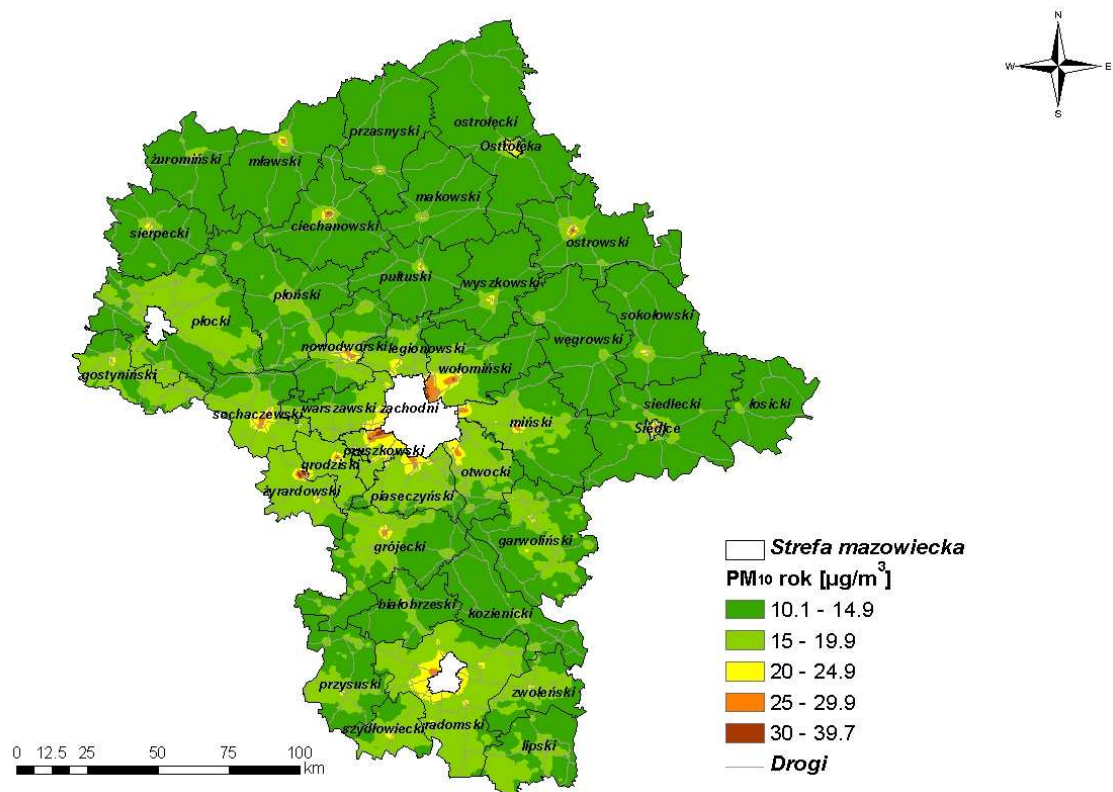 N
W E
S
ostrołęcki
przasnyski
Ostrołęka
mławski
żuromiński
makowski
ciechanowski
sierpecki
ostrowski
pułtuski
wyszkowski
płoński
sokołowski
płocki
węgrowski
nowodworski
legionowski
wołomiński
gostyniński
siedlecki
łosicki
sochaczewski
warszawski zachodni
miński
Siedlce
pruszkowski
grodziski
otwocki
żyrardowski
piaseczyński
garwoliński
grójecki
białobrzeski
kozienicki
przysuski
zwoleński
szydłowiecki
radomski
lipski
Strefa mazowiecka
PM10 rok [µg/m³]
10.1 - 14.9
15 - 19.9
20 - 24.9
25 - 29.9
30 - 39.7
Drogi
0 12.5 25 50 75 100
km